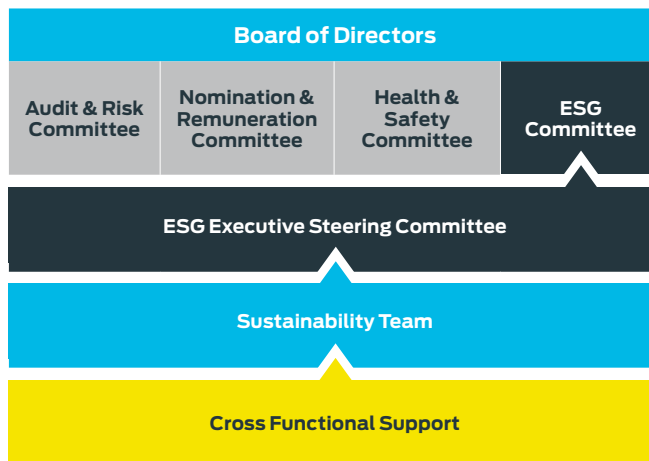 Board of Directors
Audit & Risk
Committee
Nomination &
Remuneration
Committee
Health &
Safety
Committee
ESG
Committee
ESG Executive Steering Committee
Sustainability Team
Cross Functional Support